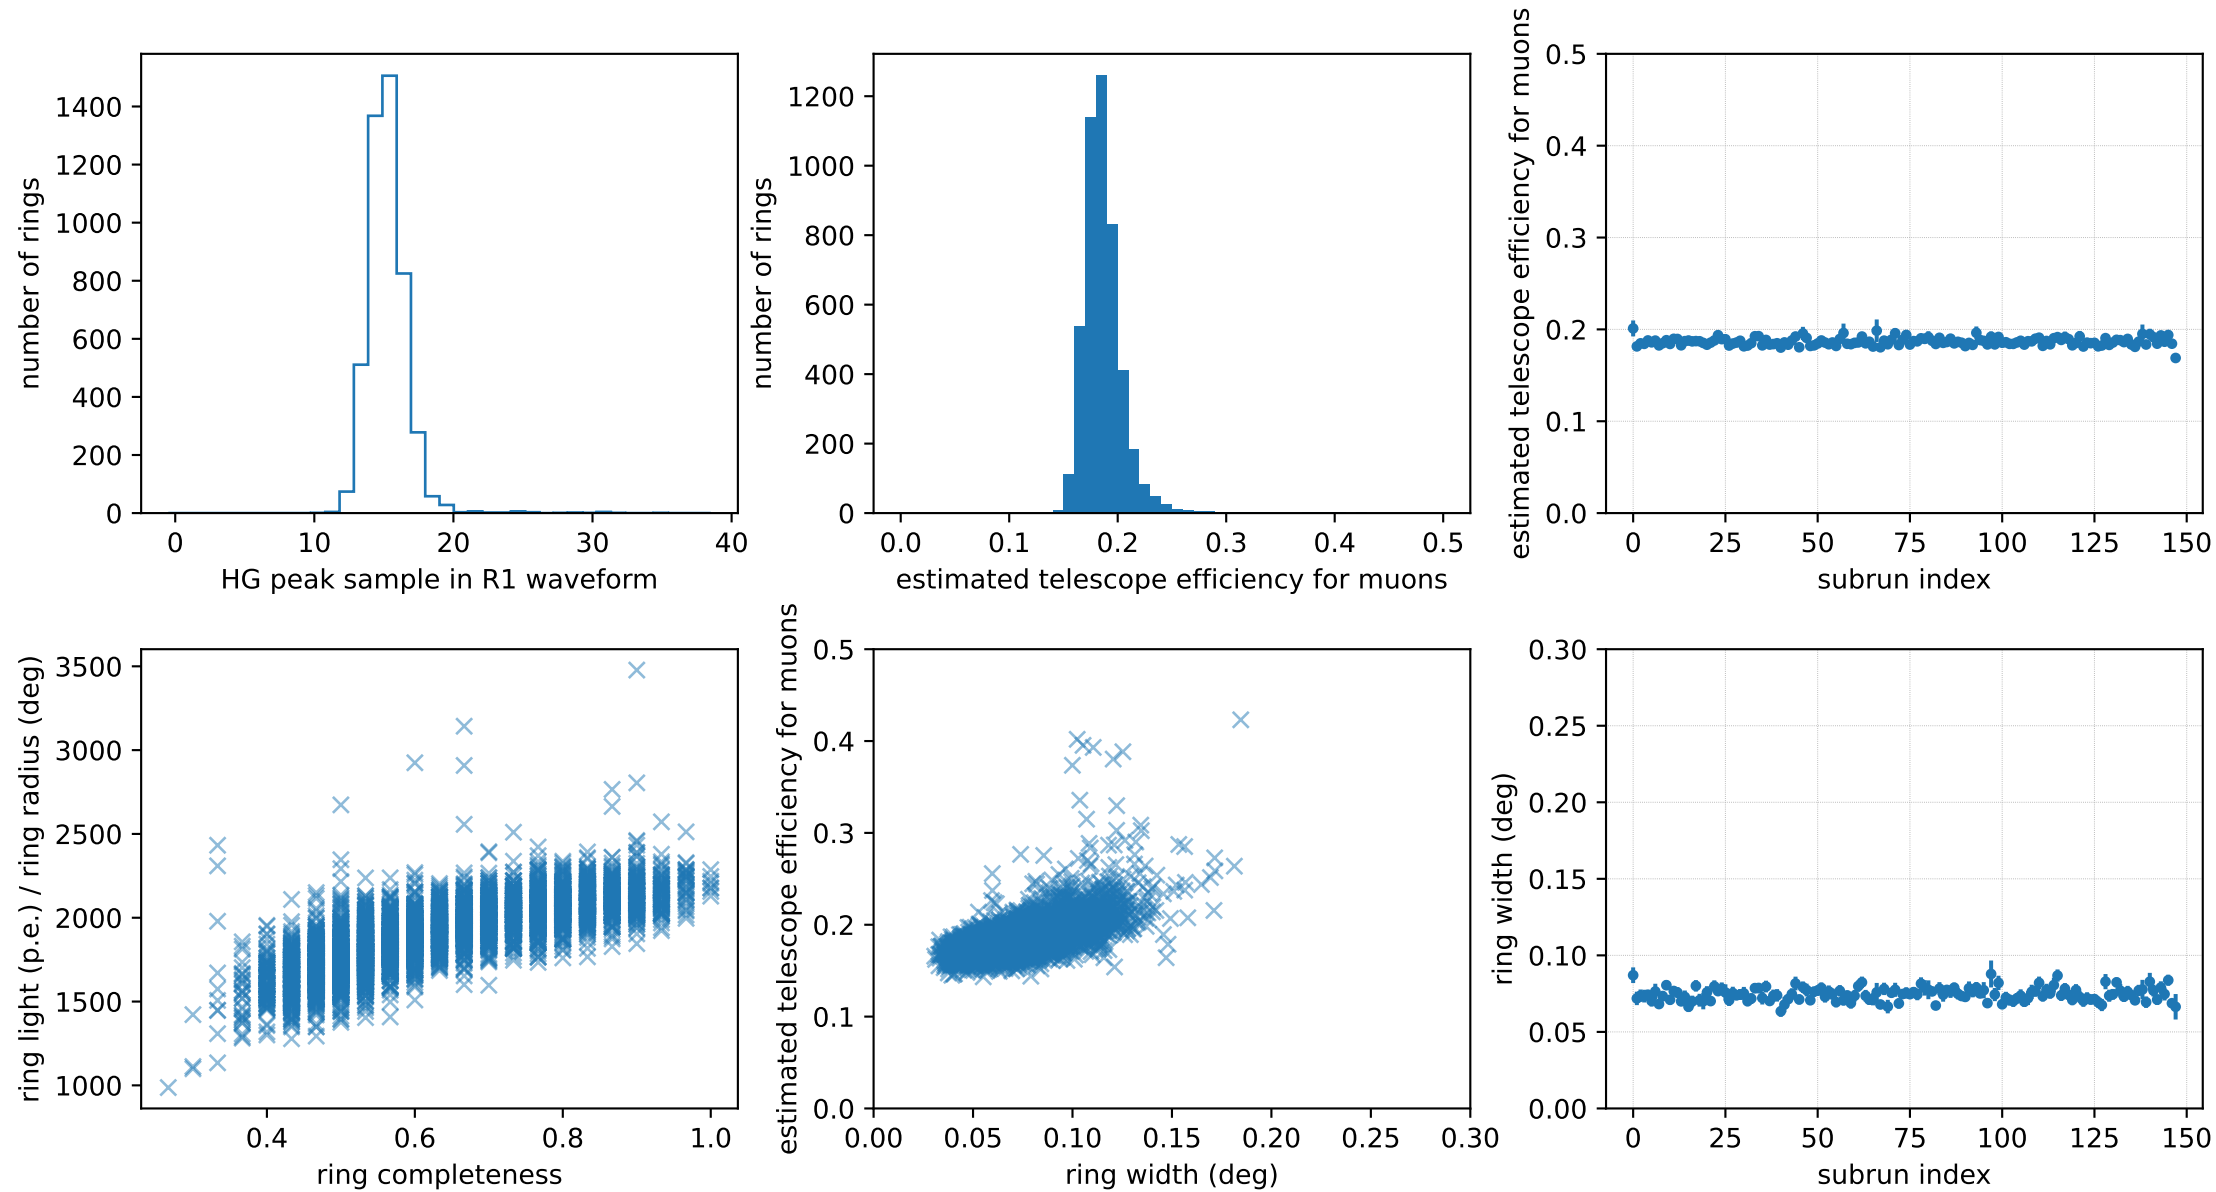 number of rings
1400
1200
1000
800
600
400
200
0
0 10 20 30 40
HG peak sample in R1 waveform
number of rings
1200
1000
800
600
400
200
0
0.0 0.1 0.2 0.3 0.4 0.5
estimated telescope efficiency for muons
estimated telescope efficiency for muons
0.5
0.4
0.3
0.2
0.1
0.0
0 25 50 75 100 125 150
subrun index
ring light (p.e.) / ring radius (deg)
3500
3000
2500
2000
1500
1000
0.4 0.6 0.8 1.0
ring completeness
estimated telescope efficiency for muons
0.5
0.4
0.3
0.2
0.1
0.0
0.00 0.05 0.10 0.15 0.20 0.25 0.30
ring width (deg)
ring width (deg)
0.30
0.25
0.20
0.15
0.10
0.05
0.00
0 25 50 75 100 125 150
subrun index